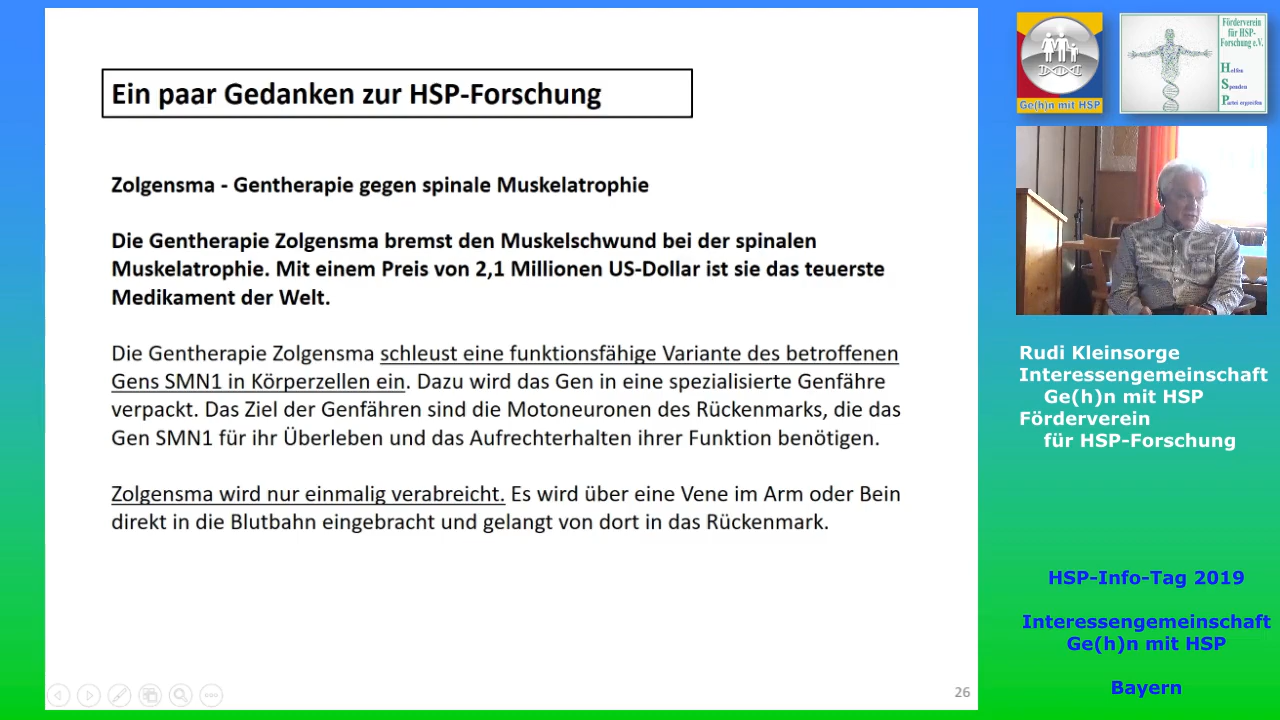 Ein paar Gedanken zur HSP-Forschung
Zolgensma - Gentherapie gegen spinale Muskelatrophie
Die Gentherapie Zolgensma bremst den Muskelschwund bei der spinalen
Muskelatrophie. Mit einem Preis von 2,1 Millionen US-Dollar ist sie das teuerste
Medikament der Welt.
Die Gentherapie Zolgensma schleust eine funktionsfähige Variante des betroffenen
Gens SMN1 in Körperzellen ein. Dazu wird das Gen in eine spezialisierte Genfähre
verpackt. Das Ziel der Genfähren sind die Motoneuronen des Rückenmarks, die das
Gen SMN1 für ihr Überleben und das Aufrechterhalten ihrer Funktion benötigen.
Zolgensma wird nur einmalig verabreicht. Es wird über eine Vene im Arm oder Bein
direkt in die Blutbahn eingebracht und gelangt von dort in das Rückenmark.
26
Ge(h)n mit HSP
Förderverein
für HSP-
Forschung e.V.
Helfen
Spenden
Partei ergreifen
Rudi Kleinsorge
Interessengemeinschaft
Ge(h)n mit HSP
Förderverein
für HSP-Forschung
HSP-Info-Tag 2019
Interessengemeinschaft
Ge(h)n mit HSP
Bayern